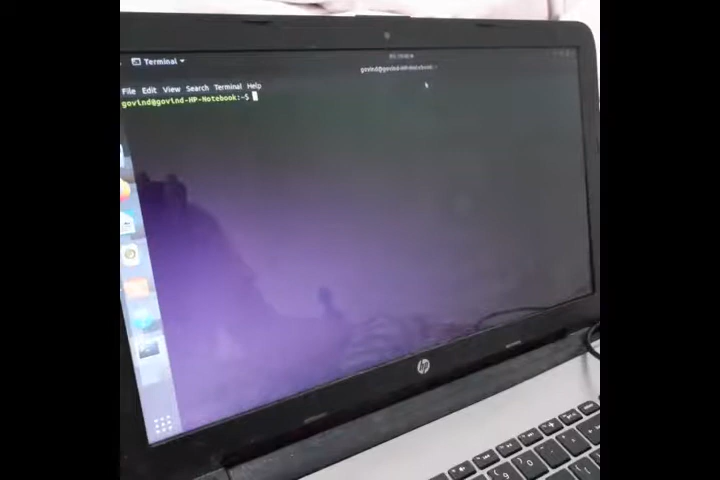 Terminal
govind@govind-HP-Notebook: ~
File Edit View Search Terminal Help
govind@govind-HP-Notebook:~$
hp